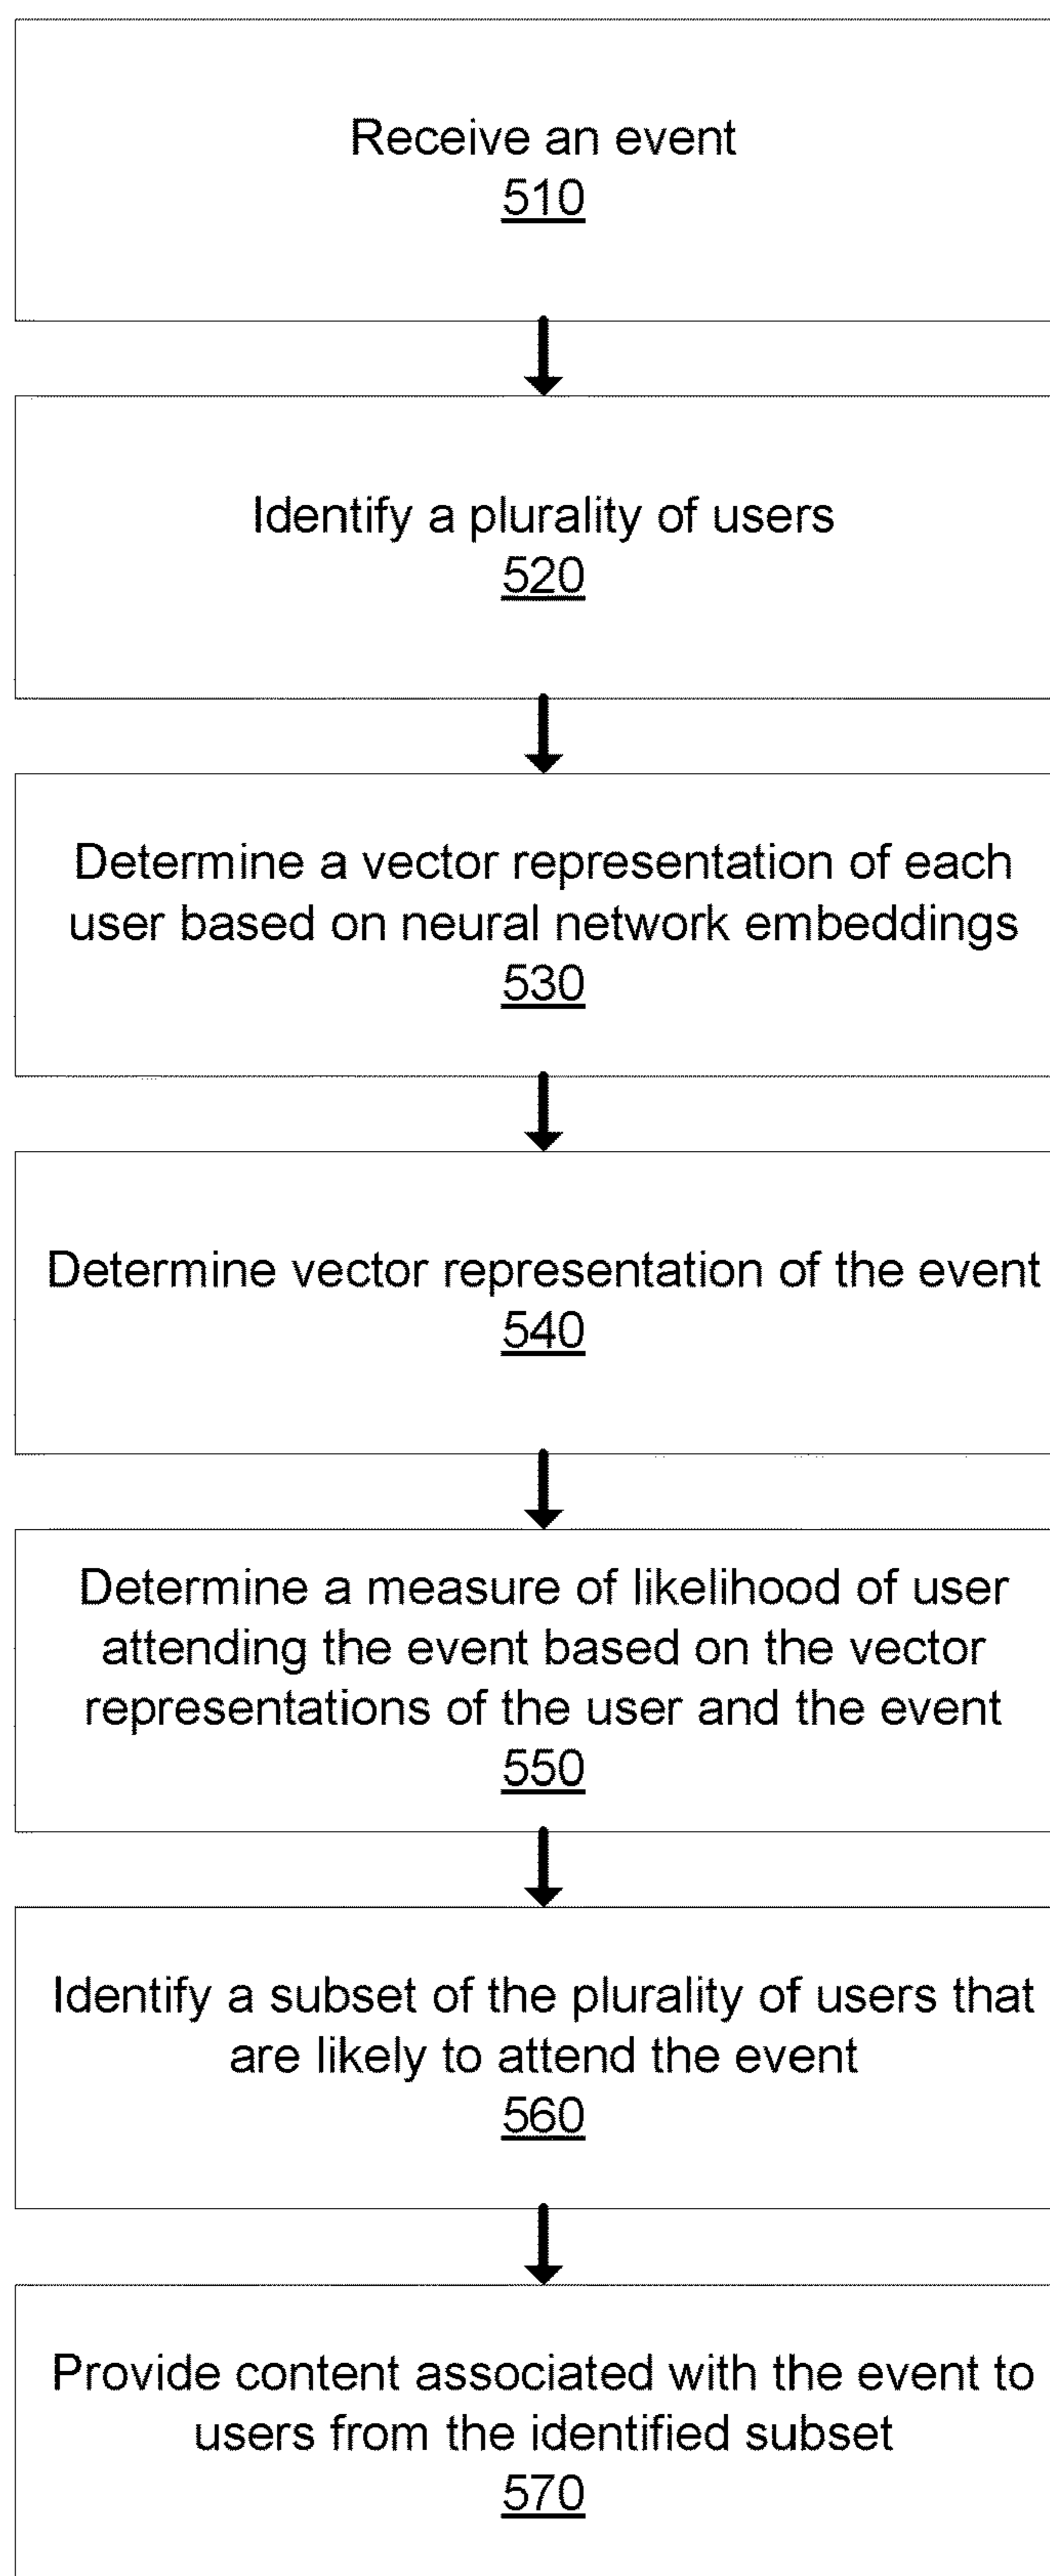 Receive an event
510
Identify a plurality of users
520
Determine a vector representation of each
user based on neural network embeddings
530
Determine vector representation of the event
540
Determine a measure of likelihood of user
attending the event based on the vector
representations of the user and the event
550
Identify a subset of the plurality of users that
are likely to attend the event
560
Provide content associated with the event to
users from the identified subset
570